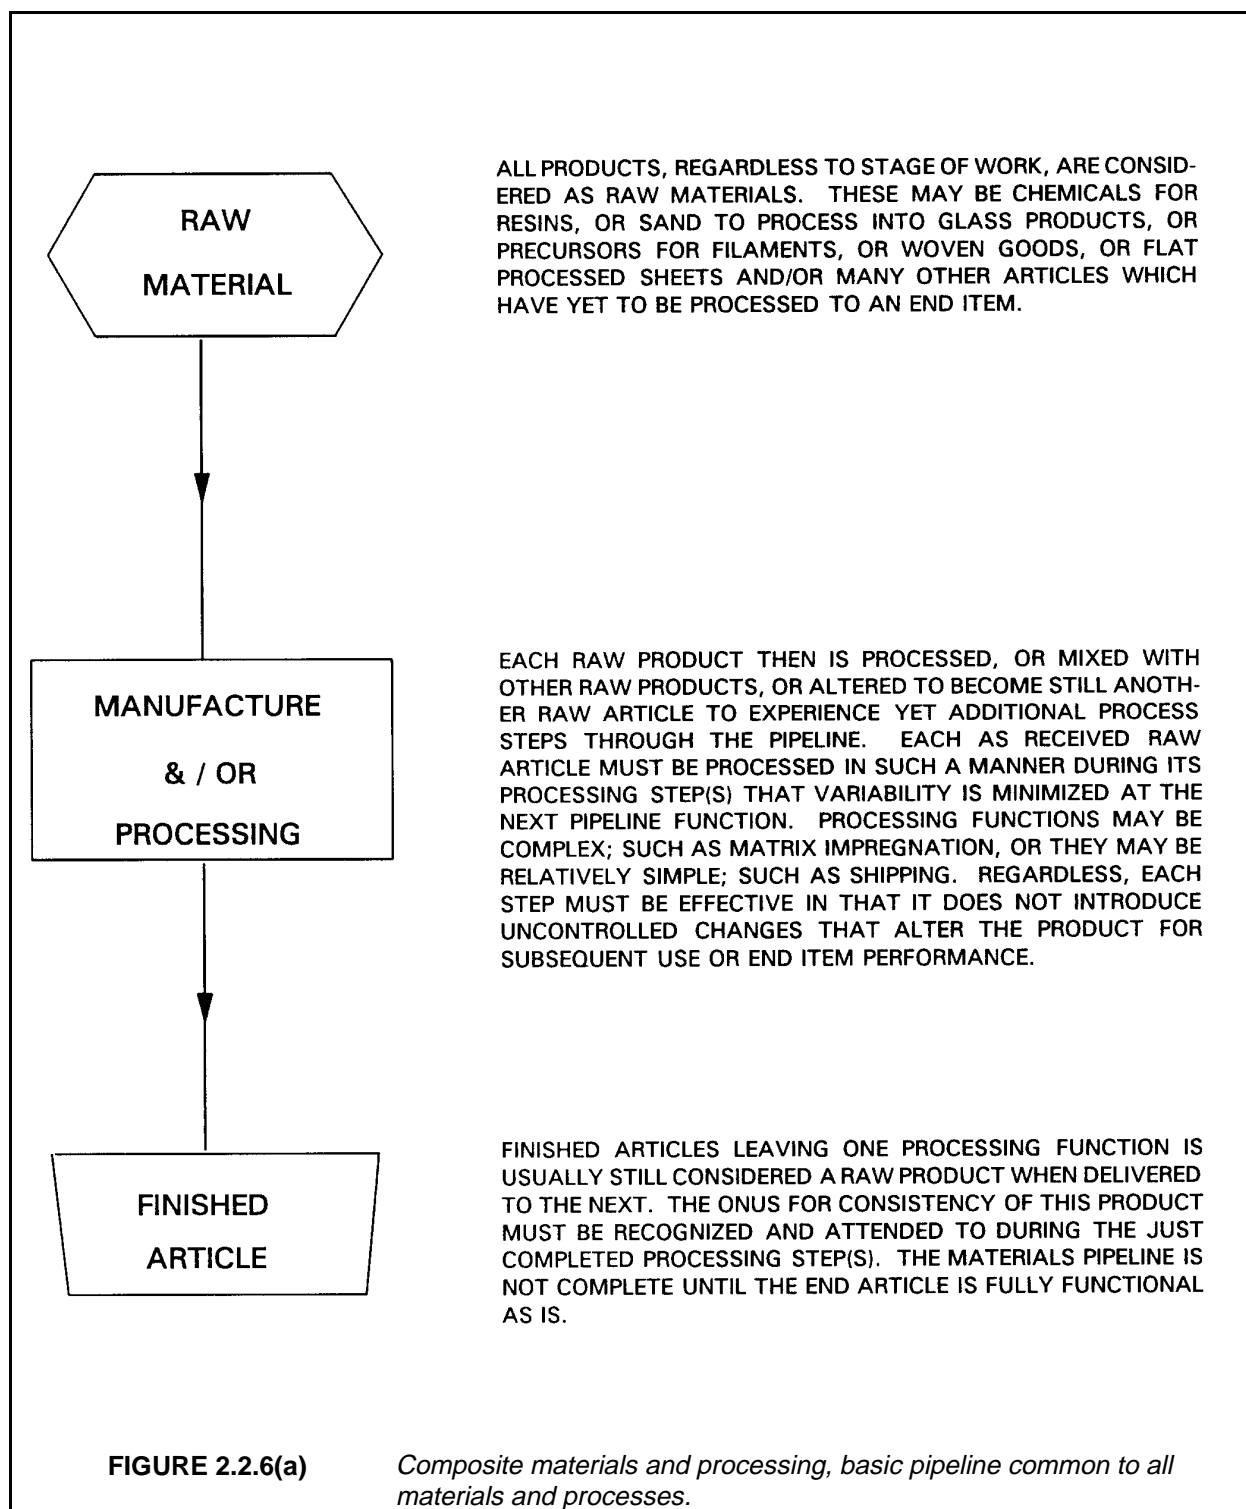 RAW
MATERIAL
ALL PRODUCTS, REGARDLESS TO STAGE OF WORK, ARE CONSID-
ERED AS RAW MATERIALS. THESE MAY BE CHEMICALS FOR
RESINS, OR SAND TO PROCESS INTO GLASS PRODUCTS, OR
PRECURSORS FOR FILAMENTS, OR WOVEN GOODS, OR FLAT
PROCESSED SHEETS AND/OR MANY OTHER ARTICLES WHICH
HAVE YET TO BE PROCESSED TO AN END ITEM.
MANUFACTURE
& / OR
PROCESSING
EACH RAW PRODUCT THEN IS PROCESSED, OR MIXED WITH
OTHER RAW PRODUCTS, OR ALTERED TO BECOME STILL ANOTH-
ER RAW ARTICLE TO EXPERIENCE YET ADDITIONAL PROCESS
STEPS THROUGH THE PIPELINE. EACH AS RECEIVED RAW
ARTICLE MUST BE PROCESSED IN SUCH A MANNER DURING ITS
PROCESSING STEP(S) THAT VARIABILITY IS MINIMIZED AT THE
NEXT PIPELINE FUNCTION. PROCESSING FUNCTIONS MAY BE
COMPLEX; SUCH AS MATRIX IMPREGNATION, OR THEY MAY BE
RELATIVELY SIMPLE; SUCH AS SHIPPING. REGARDLESS, EACH
STEP MUST BE EFFECTIVE IN THAT IT DOES NOT INTRODUCE
UNCONTROLLED CHANGES THAT ALTER THE PRODUCT FOR
SUBSEQUENT USE OR END ITEM PERFORMANCE.
FINISHED
ARTICLE
FINISHED ARTICLES LEAVING ONE PROCESSING FUNCTION IS
USUALLY STILL CONSIDERED A RAW PRODUCT WHEN DELIVERED
TO THE NEXT. THE ONUS FOR CONSISTENCY OF THIS PRODUCT
MUST BE RECOGNIZED AND ATTENDED TO DURING THE JUST
COMPLETED PROCESSING STEP(S). THE MATERIALS PIPELINE IS
NOT COMPLETE UNTIL THE END ARTICLE IS FULLY FUNCTIONAL
AS IS.
FIGURE 2.2.6(a) Composite materials and processing, basic pipeline common to all
materials and processes.